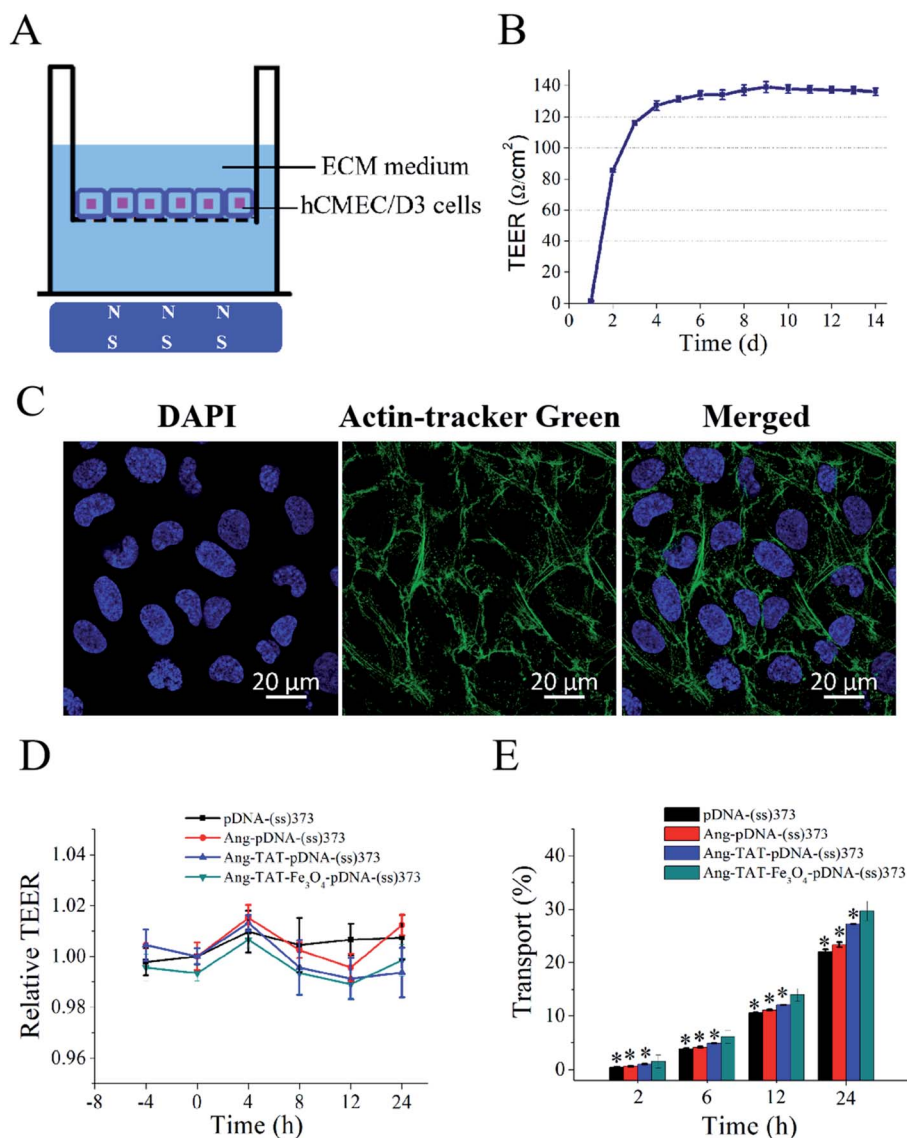 A
ECM medium
hCMEC/D3 cells
N N N
S S S
B
TEER (Ω/cm²)
140
120
100
80
60
40
20
0
0 2 4 6 8 10 12 14
Time (d)
C
DAPI Actin-tracker Green Merged
20 μm 20 μm 20 μm
D
pDNA-(ss)373
Ang-pDNA-(ss)373
Ang-TAT-pDNA-(ss)373
Ang-TAT-Fe₃O₄-pDNA-(ss)373
Relative TEER
1.04
1.02
1.00
0.98
0.96
-8 -4 0 4 8 12 24
Time (h)
E
pDNA-(ss)373
Ang-pDNA-(ss)373
Ang-TAT-pDNA-(ss)373
Ang-TAT-Fe₃O₄-pDNA-(ss)373
Transport (%)
30
20
10
0
* * *
* * *
* * *
* * *
2 6 12 24
Time (h)